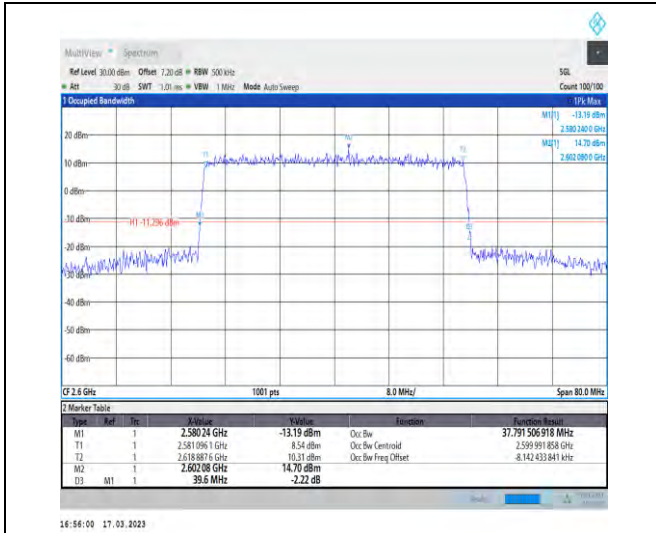 MultiView Spectrum
Ref Level 30.00 dBm Offset 7.20 dB RBW 500 kHz SGL
Att 30 dB SWT 1.01 ms VBW 1 MHz Mode Auto Sweep Count 100/100
1 Occupied Bandwidth 1Pk Max
M1[1] -13.19 dBm
2.580 240 0 GHz
M2[1] 14.70 dBm
2.602 080 0 GHz
20 dBm
10 dBm
0 dBm
-10 dBm
H1 -11.296 dBm
-20 dBm
-30 dBm
-40 dBm
-50 dBm
-60 dBm
CF 2.6 GHz 1001 pts 8.0 MHz/ Span 80.0 MHz
2 Marker Table
Type Ref Trc X-Value Y-Value Function Function Result
M1 1 2.580 24 GHz -13.19 dBm Occ Bw 37.791 506 918 MHz
T1 1 2.581 096 1 GHz 8.54 dBm Occ Bw Centroid 2.599 991 858 GHz
T2 1 2.618 887 6 GHz 10.31 dBm Occ Bw Freq Offset -8.142 433 841 kHz
M2 1 2.602 08 GHz 14.70 dBm
D3 M1 1 39.6 MHz -2.22 dB
16:56:00 17.03.2023